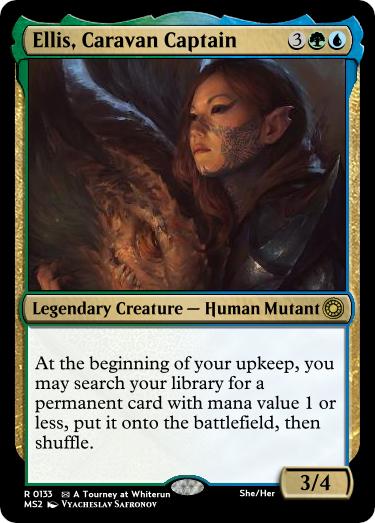 Ellis, Caravan Captain 3
Legendary Creature — Human Mutant
At the beginning of your upkeep, you
may search your library for a
permanent card with mana value 1 or
less, put it onto the battlefield, then
shuffle.
3/4
R 0133 A Tourney at Whiterun She/Her
MS2 Vyacheslav Safronov